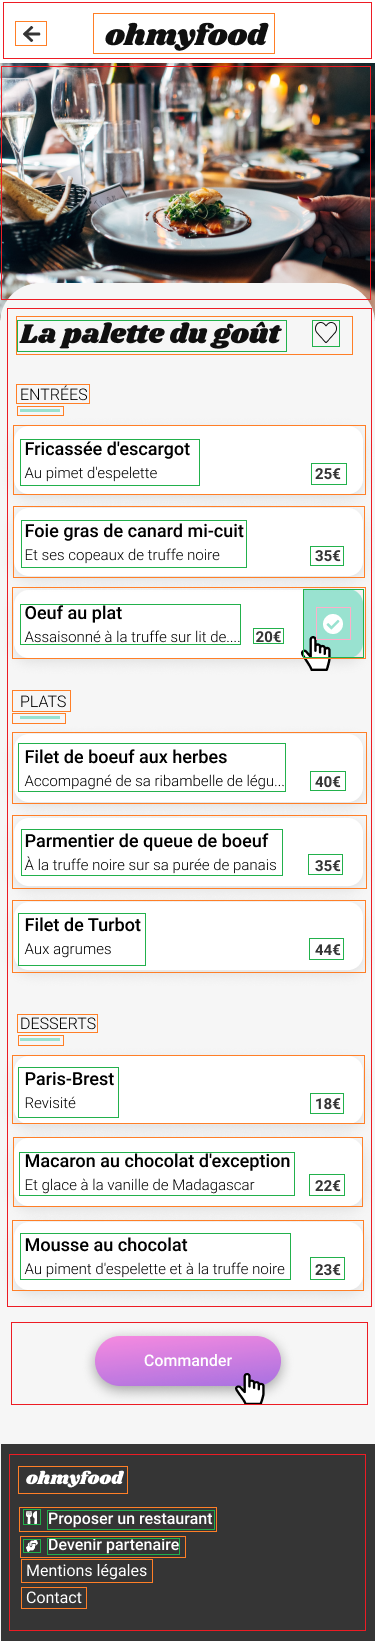 ohmyfood
La palette du goût
ENTRÉES
Fricassée d'escargot
Au pimet d'espelette
25€
Foie gras de canard mi-cuit
Et ses copeaux de truffe noire
35€
Oeuf au plat
Assaisonné à la truffe sur lit de....
20€
PLATS
Filet de boeuf aux herbes
Accompagné de sa ribambelle de légu...
40€
Parmentier de queue de boeuf
À la truffe noire sur sa purée de panais
35€
Filet de Turbot
Aux agrumes
44€
DESSERTS
Paris-Brest
Revisité
18€
Macaron au chocolat d'exception
Et glace à la vanille de Madagascar
22€
Mousse au chocolat
Au piment d'espelette et à la truffe noire
23€
Commander
ohmyfood
Proposer un restaurant
Devenir partenaire
Mentions légales
Contact